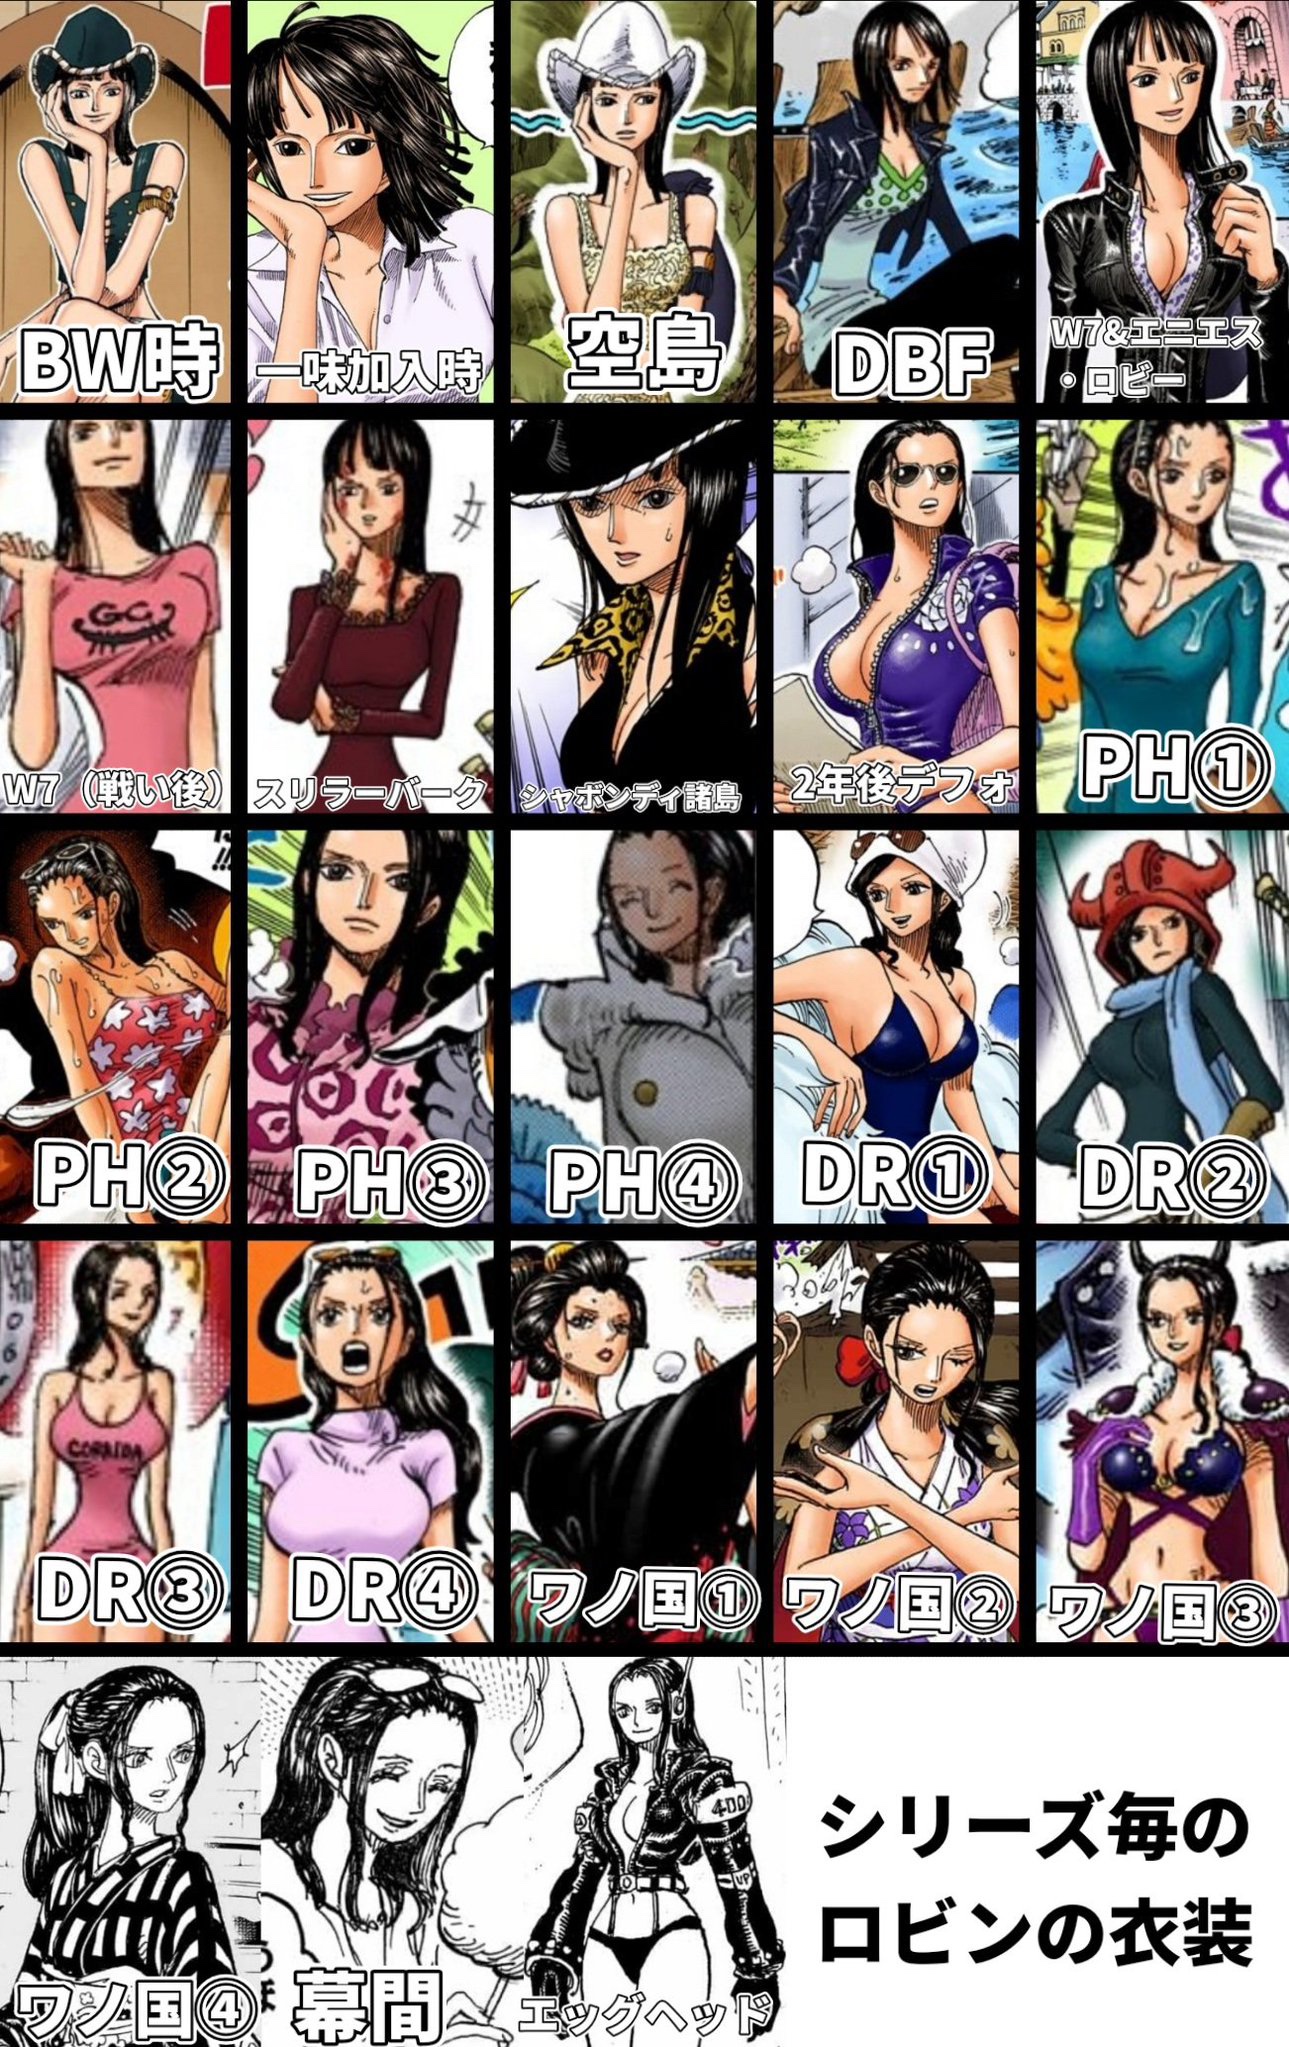 BW時
一味加入時
空島
DBF
W7&エニエス
・ロビー
GC
W7（戦い後）
スリラーバーク
シャボンディ諸島
2年後デフォ
PH①
!!!
PH②
PH③
PH④
DR①
DR②
CORRIDA
DR③
DR④
ワノ国①
ワノ国②
ワノ国③
ワノ国④
幕間
400
UP
エッグヘッド
シリーズ毎の
ロビンの衣装